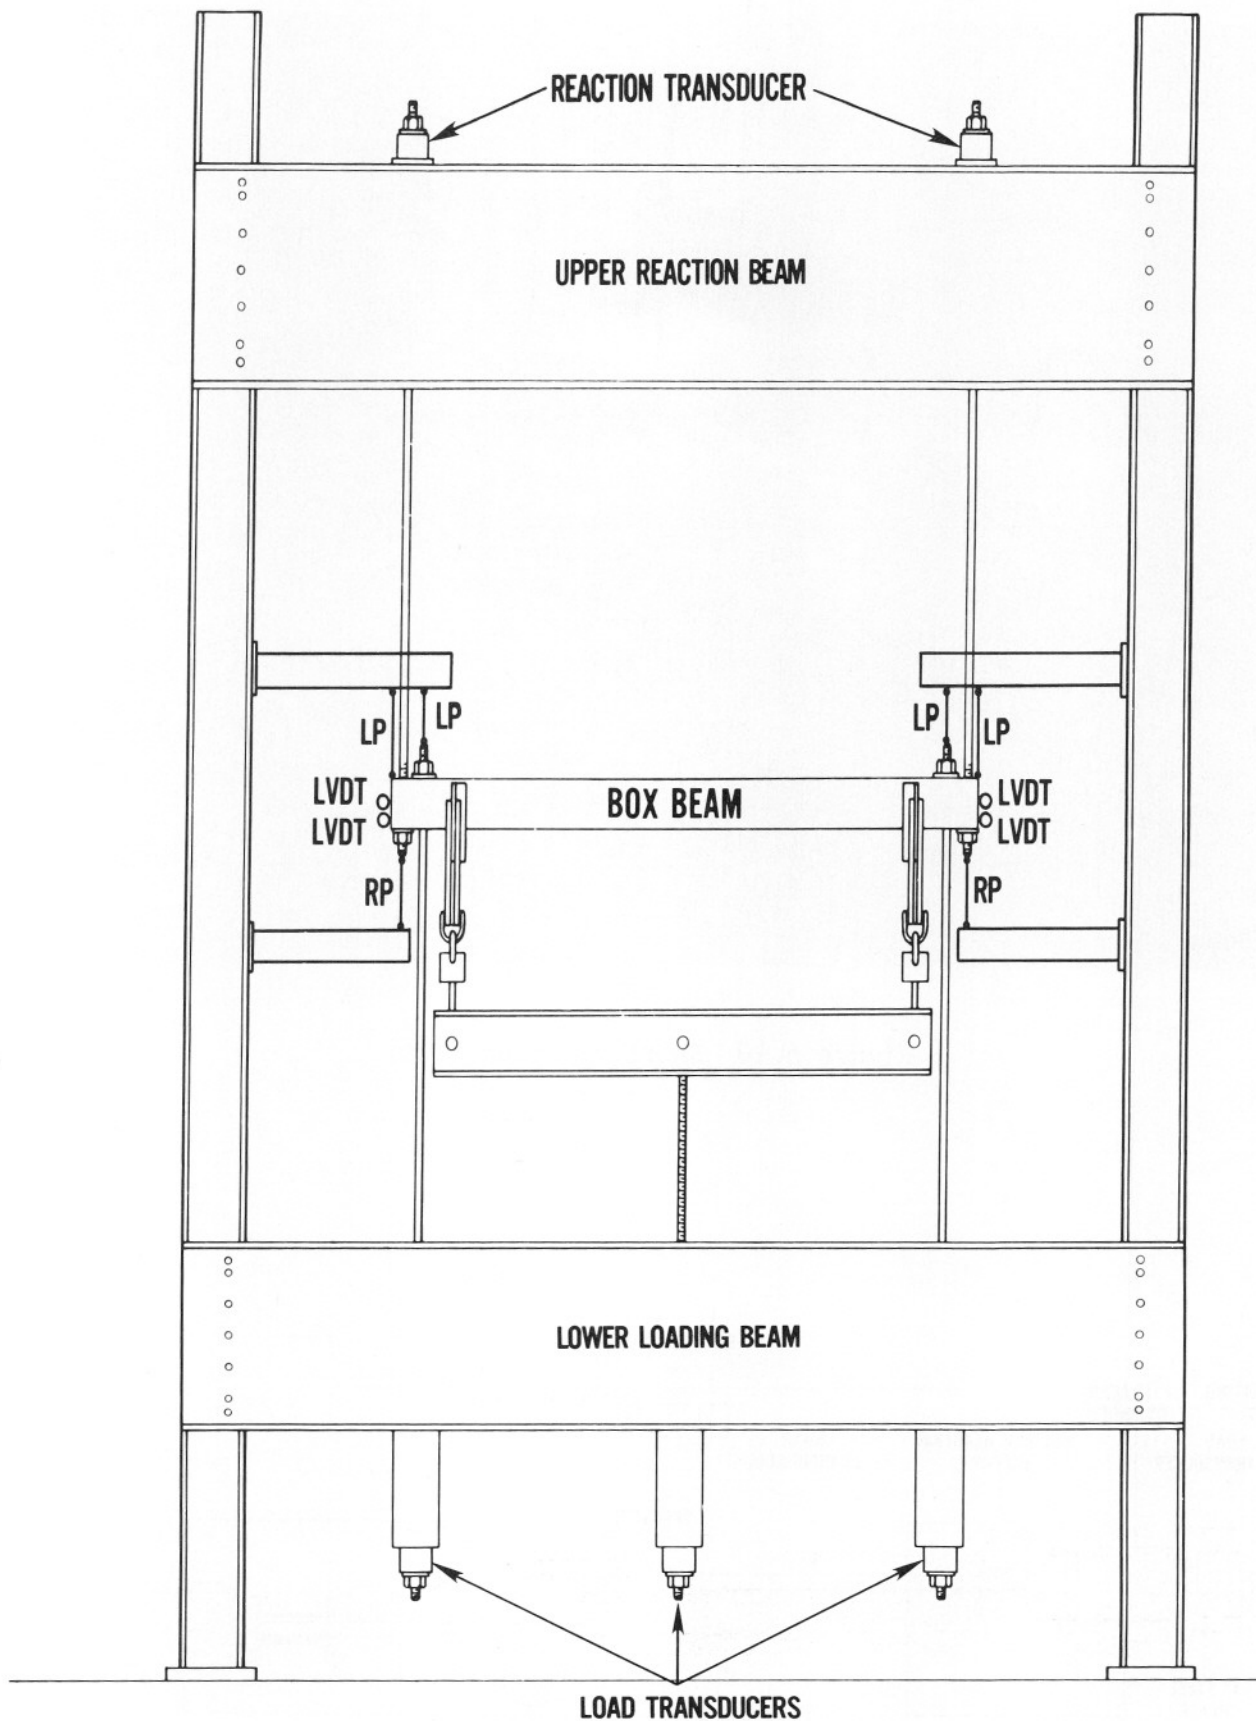 REACTION TRANSDUCER
UPPER REACTION BEAM
LP LP LP LP
LVDT BOX BEAM LVDT
LVDT LVDT
RP RP
LOWER LOADING BEAM
LOAD TRANSDUCERS